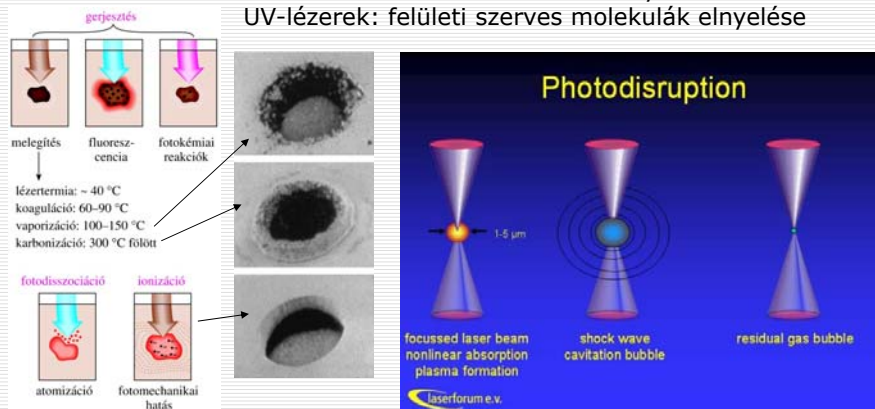 UV-lézerek: felületi szerves molekulák elnyelése
gerjesztés
melegítés
fluoresz-
cencia
fotokémiai
reakciók
lézertermia: ~ 40 °C
koaguláció: 60–90 °C
vaporizáció: 100–150 °C
karbonizáció: 300 °C fölött
fotodisszociáció
ionizáció
atomizáció
fotomechanikai
hatás
Photodisruption
1-5 µm
focussed laser beam
nonlinear absorption
plasma formation
shock wave
cavitation bubble
residual gas bubble
laserforum e.v.